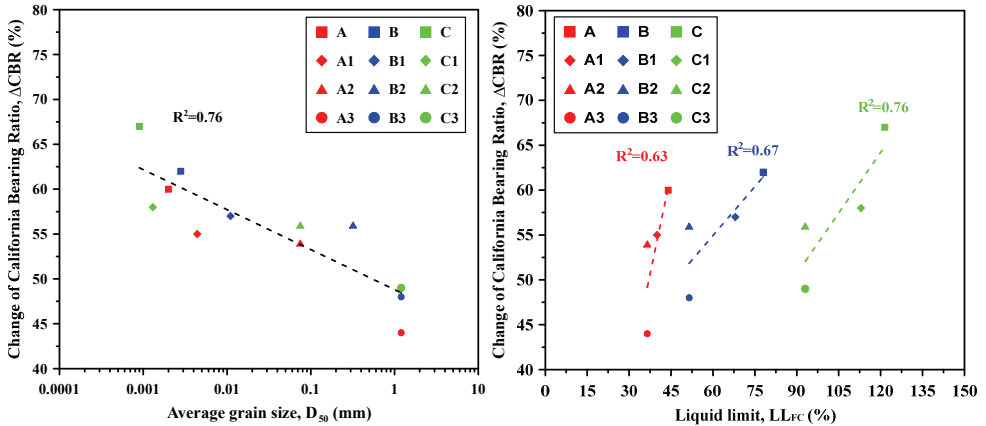 Change of California Bearing Ratio, ΔCBR (%)
80
75
70
65
60
55
50
45
40
A B C
A1 B1 C1
A2 B2 C2
A3 B3 C3
R²=0.76
0.0001 0.001 0.01 0.1 1 10
Average grain size, D₅₀ (mm)
Change of California Bearing Ratio, ΔCBR (%)
80
75
70
65
60
55
50
45
40
A B C
A1 B1 C1
A2 B2 C2
A3 B3 C3
R²=0.76
R²=0.67
R²=0.63
0 15 30 45 60 75 90 105 120 135 150
Liquid limit, LLFC (%)